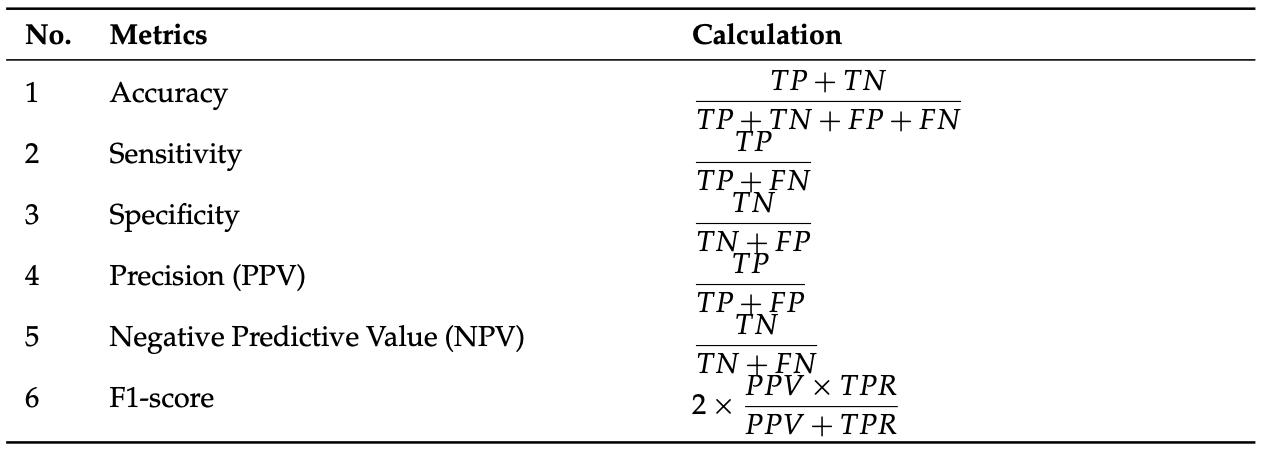 No. Metrics Calculation
1 Accuracy \frac{TP + TN}{TP + TN + FP + FN}
2 Sensitivity \frac{TP}{TP + FN}
3 Specificity \frac{TN}{TN + FP}
4 Precision (PPV) \frac{TP}{TP + FP}
5 Negative Predictive Value (NPV) \frac{TN}{TN + FN}
6 F1-score 2 × \frac{PPV × TPR}{PPV + TPR}